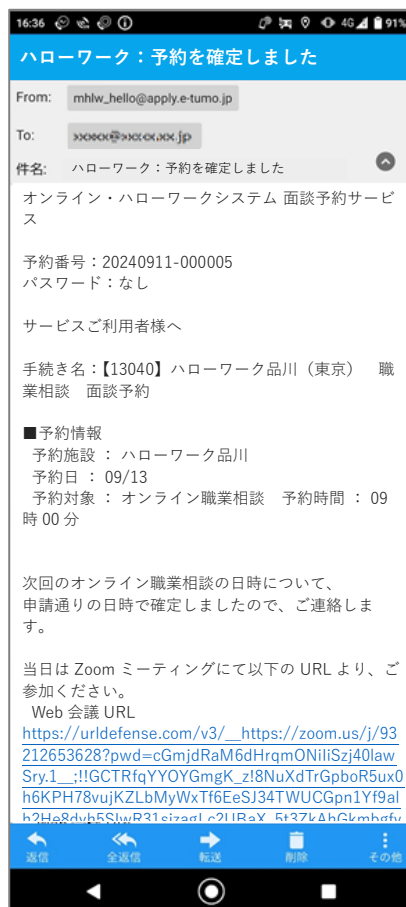 16:36
4G 91%
ハローワーク：予約を確定しました
From: mhlw_hello@apply.e-tumo.jp
To:
件名: ハローワーク：予約を確定しました
オンライン・ハローワークシステム 面談予約サービ
ス
予約番号：20240911-000005
パスワード：なし
サービスご利用者様へ
手続き名：【13040】ハローワーク品川（東京） 職
業相談 面談予約
■予約情報
予約施設 ： ハローワーク品川
予約日 ： 09/13
予約対象 ： オンライン職業相談 予約時間 ： 09
時 00 分
次回のオンライン職業相談の日時について、
申請通りの日時で確定しましたので、ご連絡しま
す。
当日は Zoom ミーティングにて以下の URL より、ご
参加ください。
Web 会議 URL
https://urldefense.com/v3/__https://zoom.us/j/93
212653628?pwd=cGmjdRaM6dHrqmONiIiSzj40law
Sry.1__;!!GCTRfqYYOYGmgK_z!8NuXdTrGpboR5ux0
h6KPH78vujKZLbMyWxTf6EeSJ34TWUCGpn1Yf9al
返信 全返信 転送 削除 その他